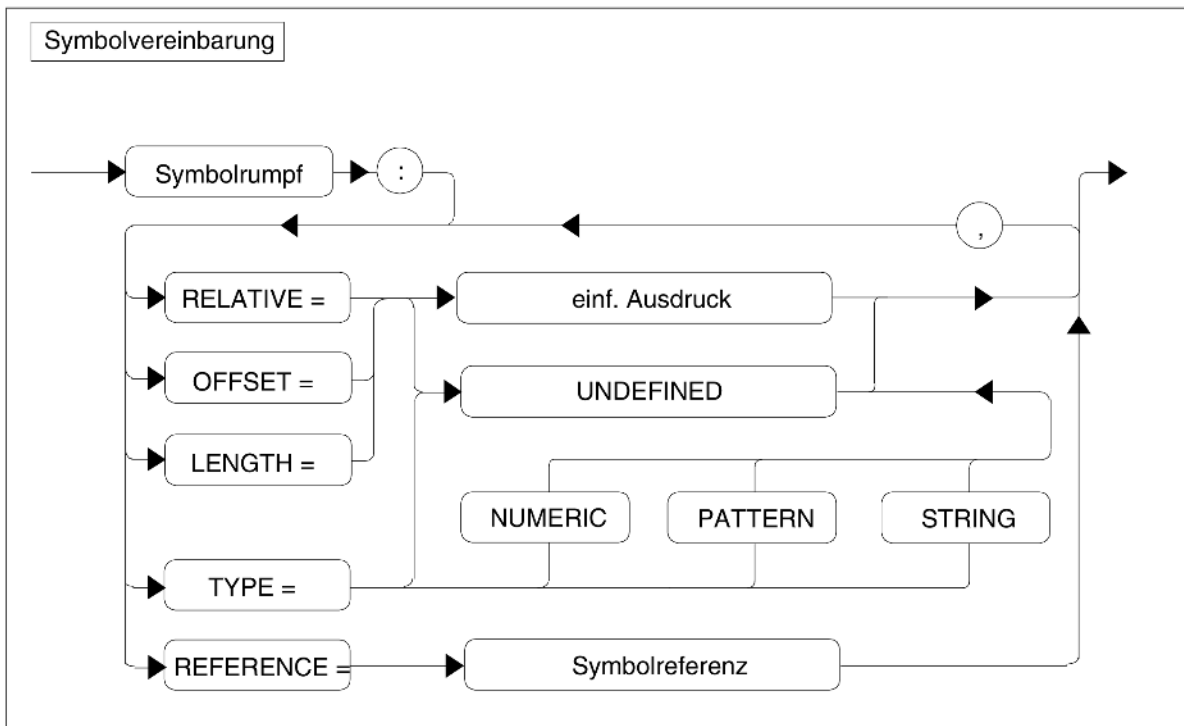 Symbolvereinbarung
Symbolrumpf :
,
RELATIVE = einf. Ausdruck
OFFSET = UNDEFINED
LENGTH =
NUMERIC PATTERN STRING
TYPE =
REFERENCE = Symbolreferenz